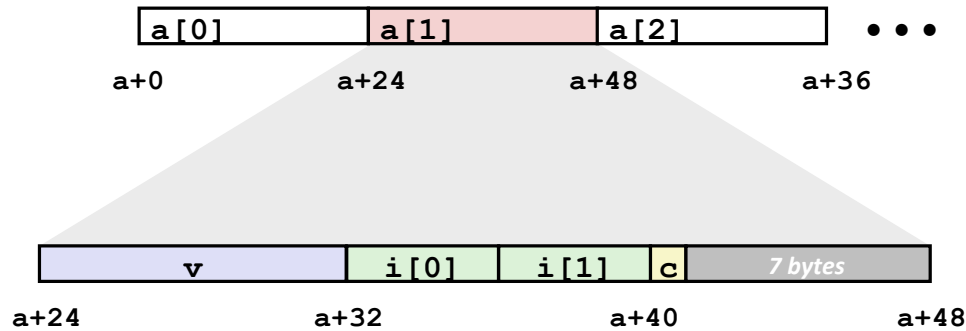 a[0] a[1] a[2] •••
a+0 a+24 a+48 a+36
v i[0] i[1] c 7 bytes
a+24 a+32 a+40 a+48